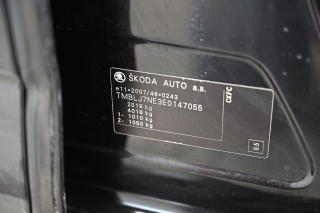 ŠKODA AUTO a.s.
e11*2007/46*0243
TMBLJ7NE3E0147055
2018 kg
4018 kg
1- 1010 kg
2- 1050 kg